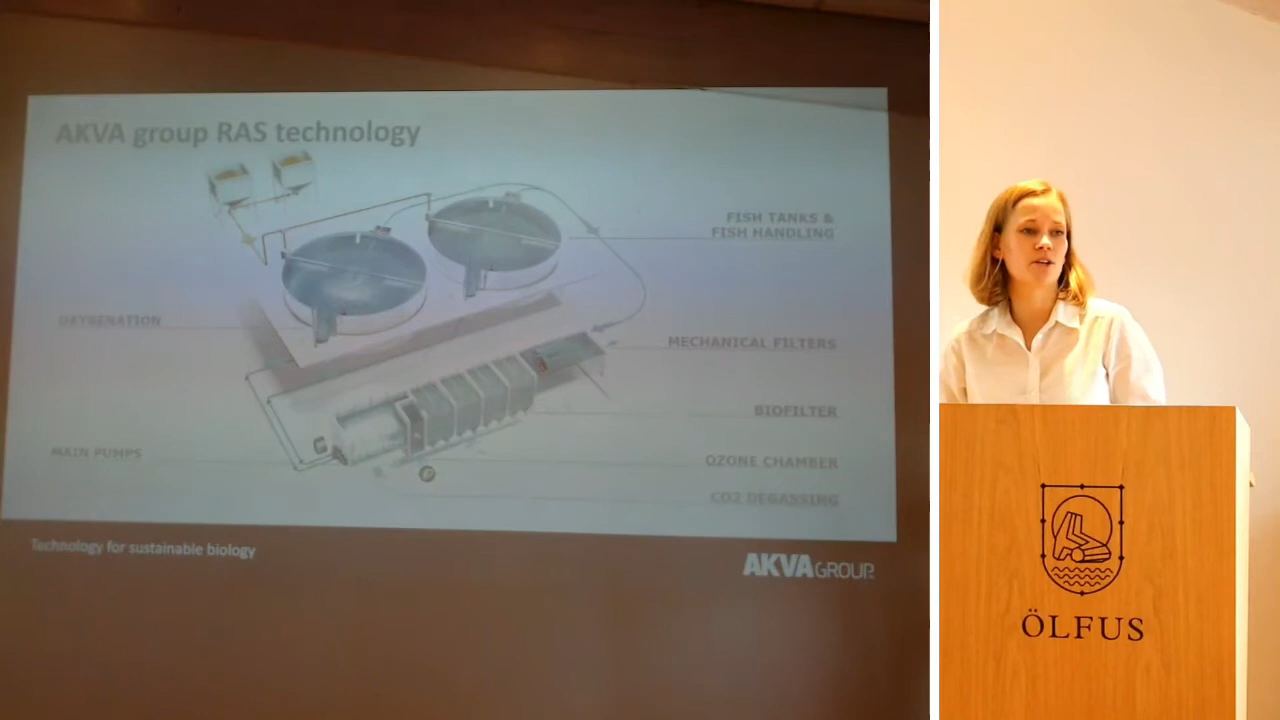 AKVA group RAS technology
FISH TANKS &
FISH HANDLING
OXYGENATION
MECHANICAL FILTERS
BIOFILTER
MAIN PUMPS
OZONE CHAMBER
CO2 DEGASSING
Technology for sustainable biology
AKVA GROUP
ÖLFUS